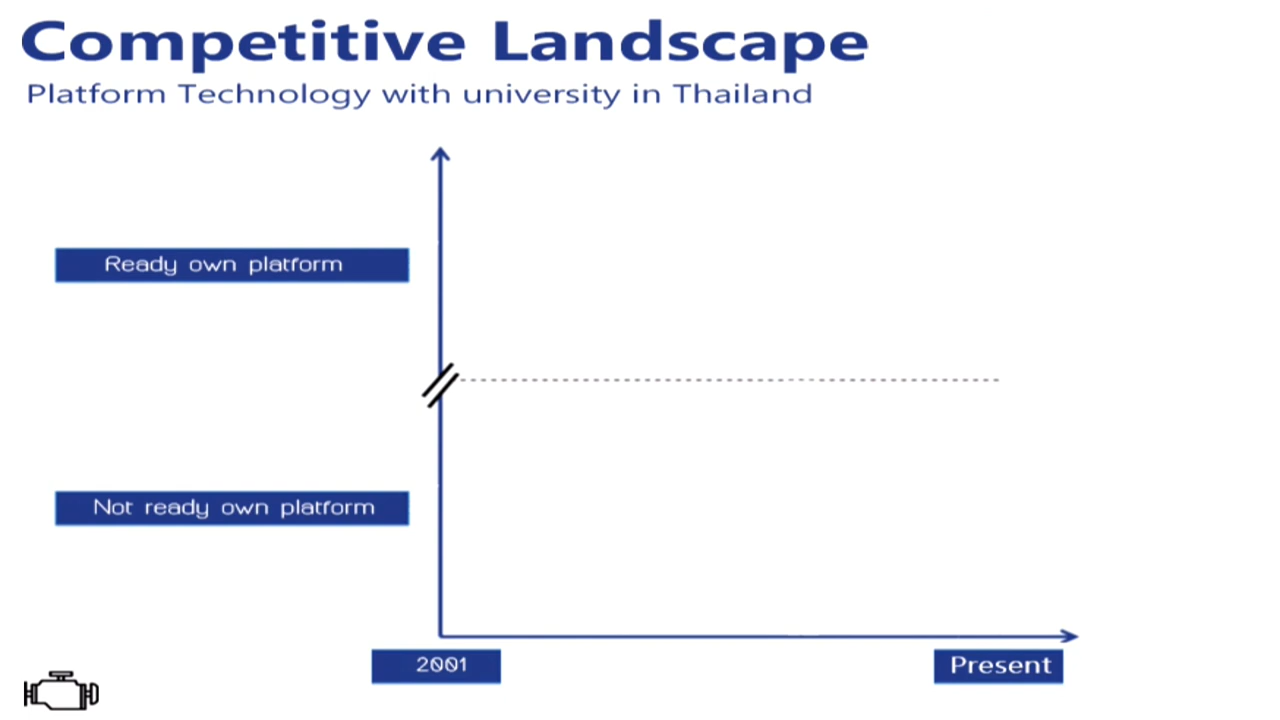 Competitive Landscape
Platform Technology with university in Thailand
Ready own platform
Not ready own platform
2001
Present